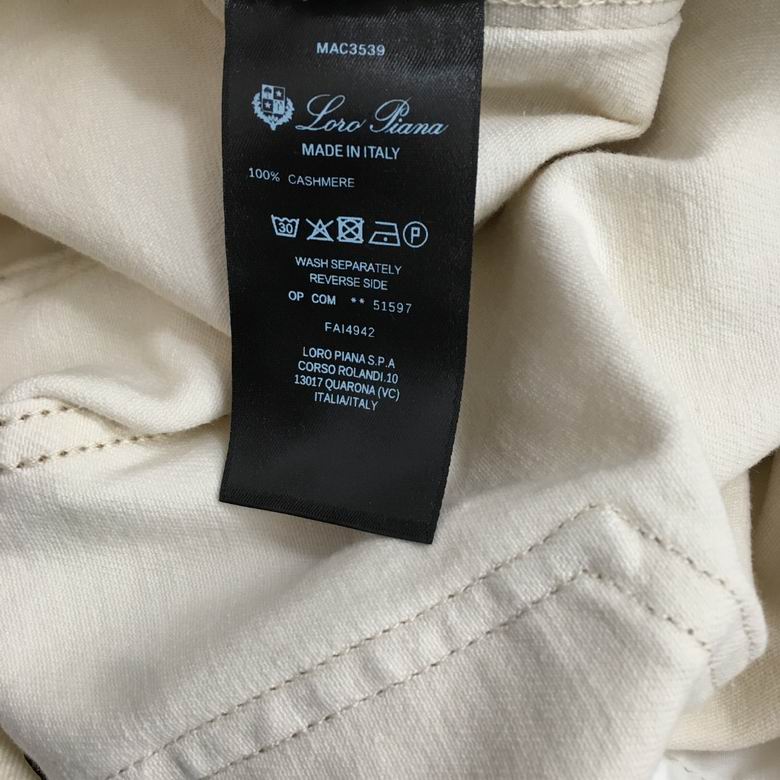 MAC3539
Loro Piana
MADE IN ITALY
100% CASHMERE
30 P
WASH SEPARATELY
REVERSE SIDE
OP COM ** 51597
FAI4942
LORO PIANA S.P.A
CORSO ROLANDI.10
13017 QUARONA (VC)
ITALIA/ITALY